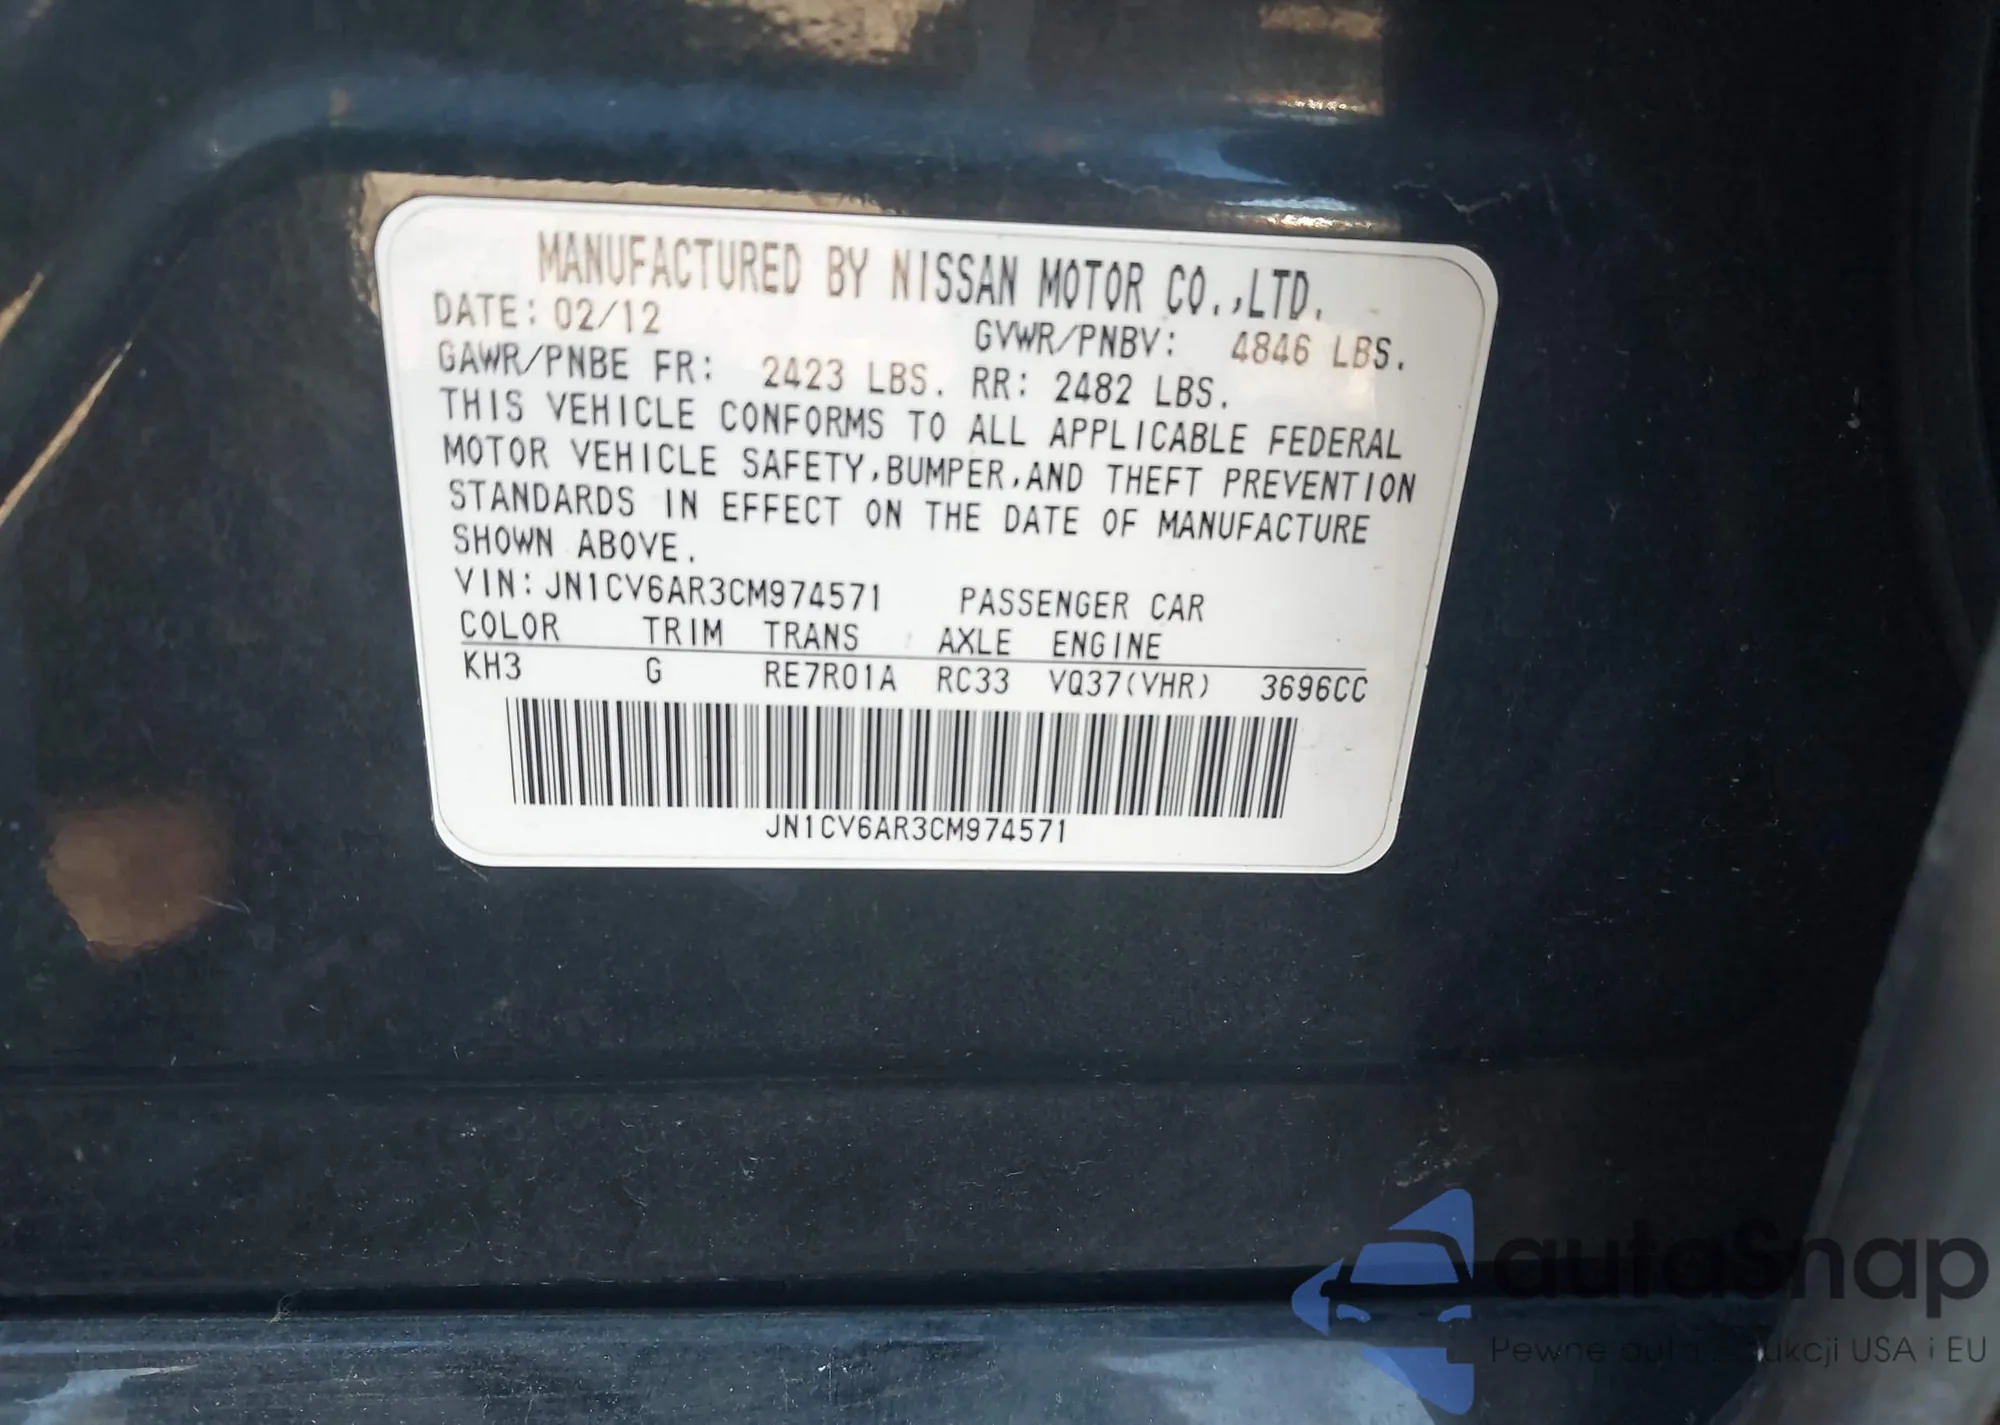 MANUFACTURED BY NISSAN MOTOR CO.,LTD.
DATE: 02/12 GVWR/PNBV: 4846 LBS.
GAWR/PNBE FR: 2423 LBS. RR: 2482 LBS.
THIS VEHICLE CONFORMS TO ALL APPLICABLE FEDERAL
MOTOR VEHICLE SAFETY,BUMPER,AND THEFT PREVENTION
STANDARDS IN EFFECT ON THE DATE OF MANUFACTURE
SHOWN ABOVE.
VIN: JN1CV6AR3CM974571 PASSENGER CAR
COLOR TRIM TRANS AXLE ENGINE
KH3 G RE7R01A RC33 VQ37(VHR) 3696CC
JN1CV6AR3CM974571
autoSnap
Pewne auta z aukcji USA i EU